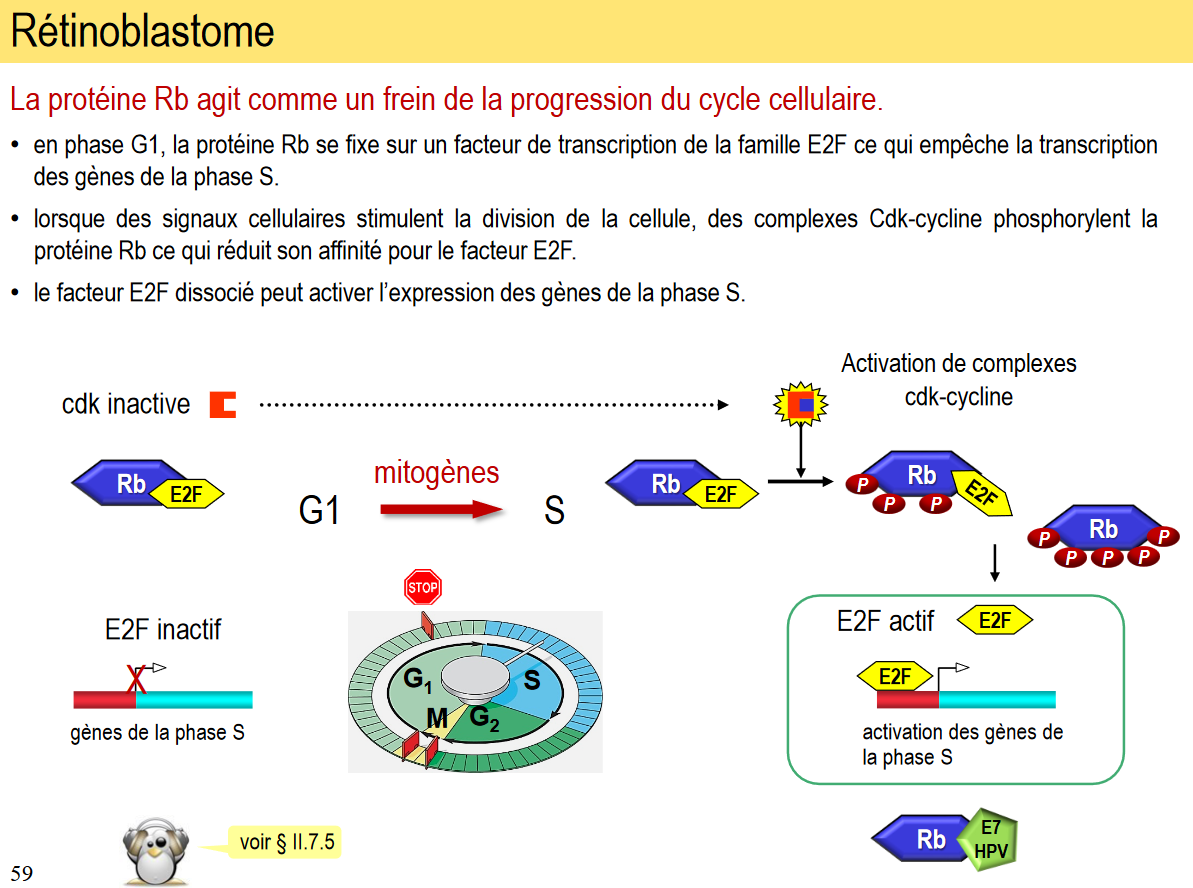 Rétinoblastome
La protéine Rb agit comme un frein de la progression du cycle cellulaire.
• en phase G1, la protéine Rb se fixe sur un facteur de transcription de la famille E2F ce qui empêche la transcription
des gènes de la phase S.
• lorsque des signaux cellulaires stimulent la division de la cellule, des complexes Cdk-cycline phosphorylent la
protéine Rb ce qui réduit son affinité pour le facteur E2F.
• le facteur E2F dissocié peut activer l'expression des gènes de la phase S.
Activation de complexes
cdk-cycline
cdk inactive
Rb
E2F
mitogènes
G1
S
Rb
E2F
Rb
E2F
P
P
P
Rb
P
P
P
P
P
STOP
E2F inactif
X
gènes de la phase S
G1
S
M
G2
E2F actif
E2F
E2F
activation des gènes de
la phase S
Rb
E7
HPV
voir § II.7.5
59